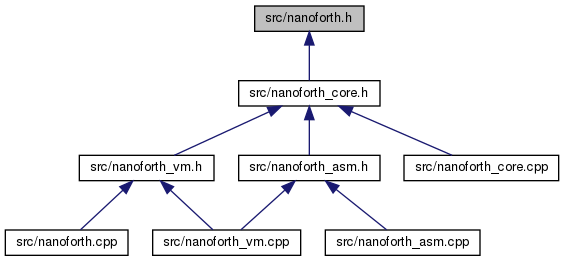 src/nanoforth.h
src/nanoforth_core.h
src/nanoforth_vm.h
src/nanoforth_asm.h
src/nanoforth_core.cpp
src/nanoforth.cpp
src/nanoforth_vm.cpp
src/nanoforth_asm.cpp